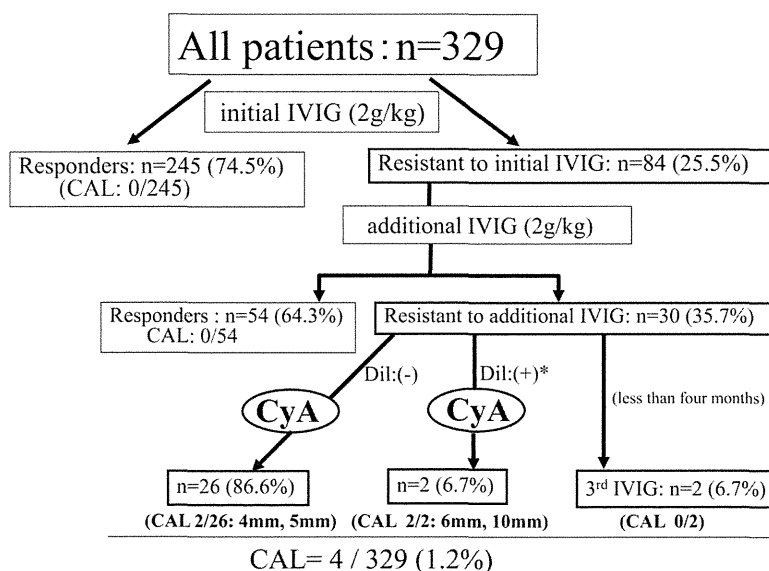 All patients : n=329
initial IVIG (2g/kg)
Responders: n=245 (74.5%)
(CAL: 0/245)
Resistant to initial IVIG: n=84 (25.5%)
additional IVIG (2g/kg)
Responders : n=54 (64.3%)
CAL: 0/54
Resistant to additional IVIG: n=30 (35.7%)
Dil:(-)
Dil:(+)*
(less than four months)
CyA
CyA
n=26 (86.6%)
(CAL 2/26: 4mm, 5mm)
n=2 (6.7%)
(CAL 2/2: 6mm, 10mm)
3rd IVIG: n=2 (6.7%)
(CAL 0/2)
CAL= 4 / 329 (1.2%)